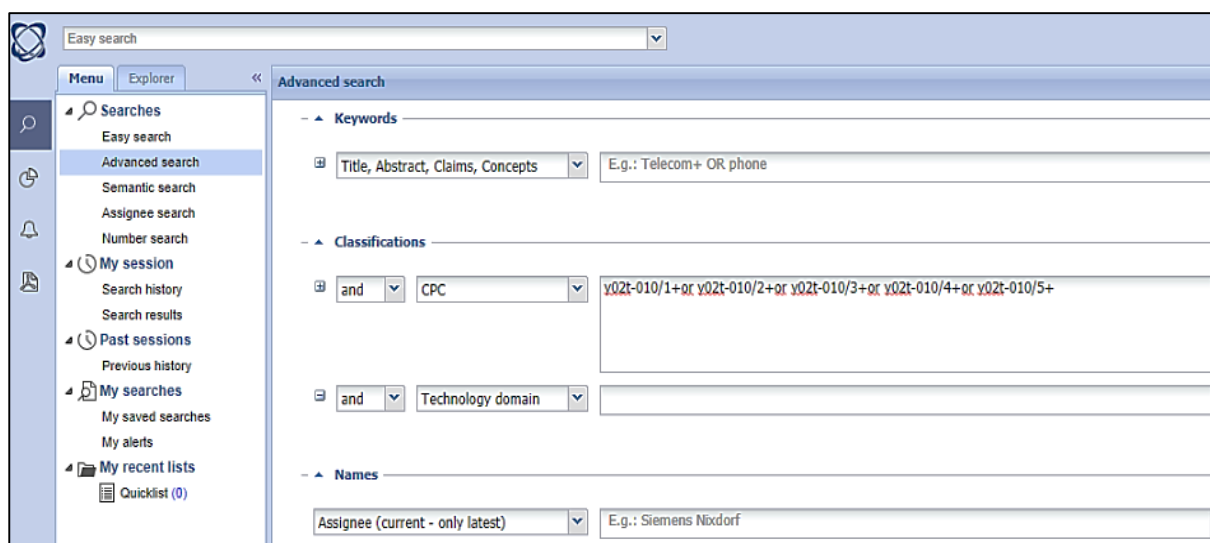 Easy search
Menu Explorer «
Advanced search
Searches
Easy search
Advanced search
Semantic search
Assignee search
Number search
My session
Search history
Search results
Past sessions
Previous history
My searches
My saved searches
My alerts
My recent lists
Quicklist (0)
Keywords
Title, Abstract, Claims, Concepts E.g.: Telecom+ OR phone
Classifications
and CPC y02t-010/1+or y02t-010/2+or y02t-010/3+or y02t-010/4+or y02t-010/5+
and Technology domain
Names
Assignee (current - only latest) E.g.: Siemens Nixdorf